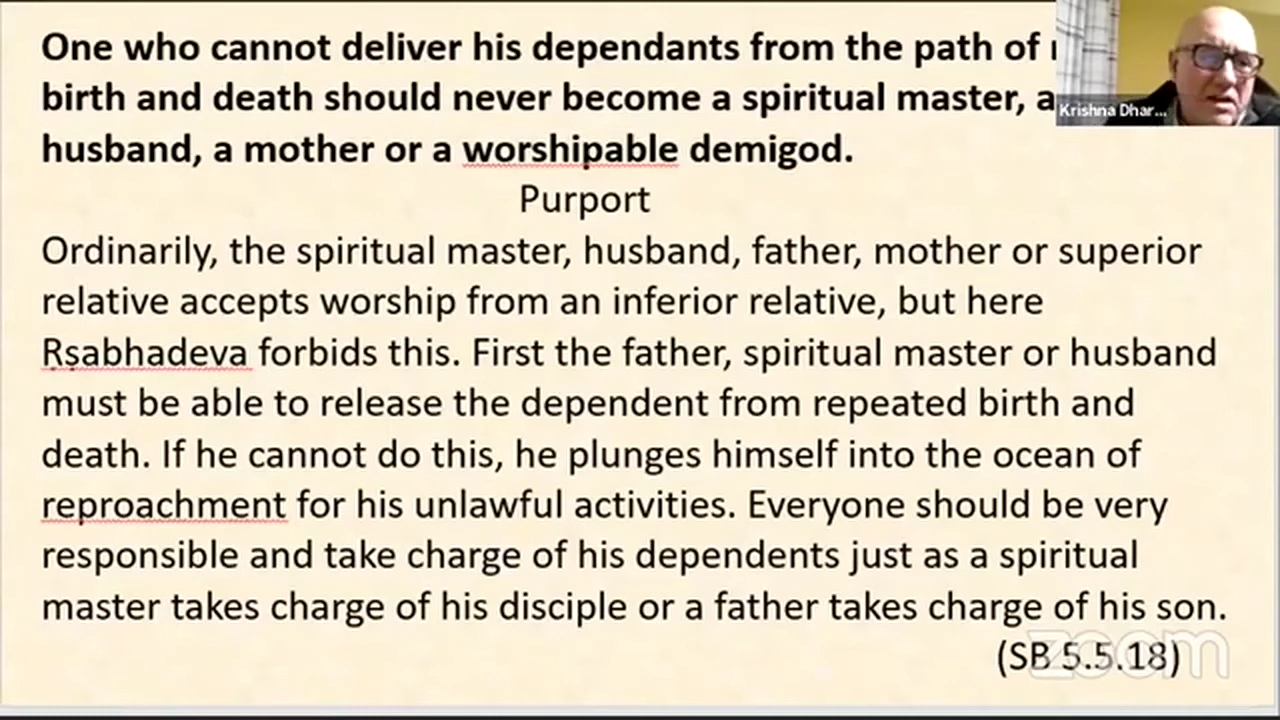 One who cannot deliver his dependants from the path of
birth and death should never become a spiritual master, a
husband, a mother or a worshipable demigod.
Purport
Ordinarily, the spiritual master, husband, father, mother or superior
relative accepts worship from an inferior relative, but here
Ṛṣabhadeva forbids this. First the father, spiritual master or husband
must be able to release the dependent from repeated birth and
death. If he cannot do this, he plunges himself into the ocean of
reproachment for his unlawful activities. Everyone should be very
responsible and take charge of his dependents just as a spiritual
master takes charge of his disciple or a father takes charge of his son.
(SB 5.5.18)
zoom
Krishna Dhar...